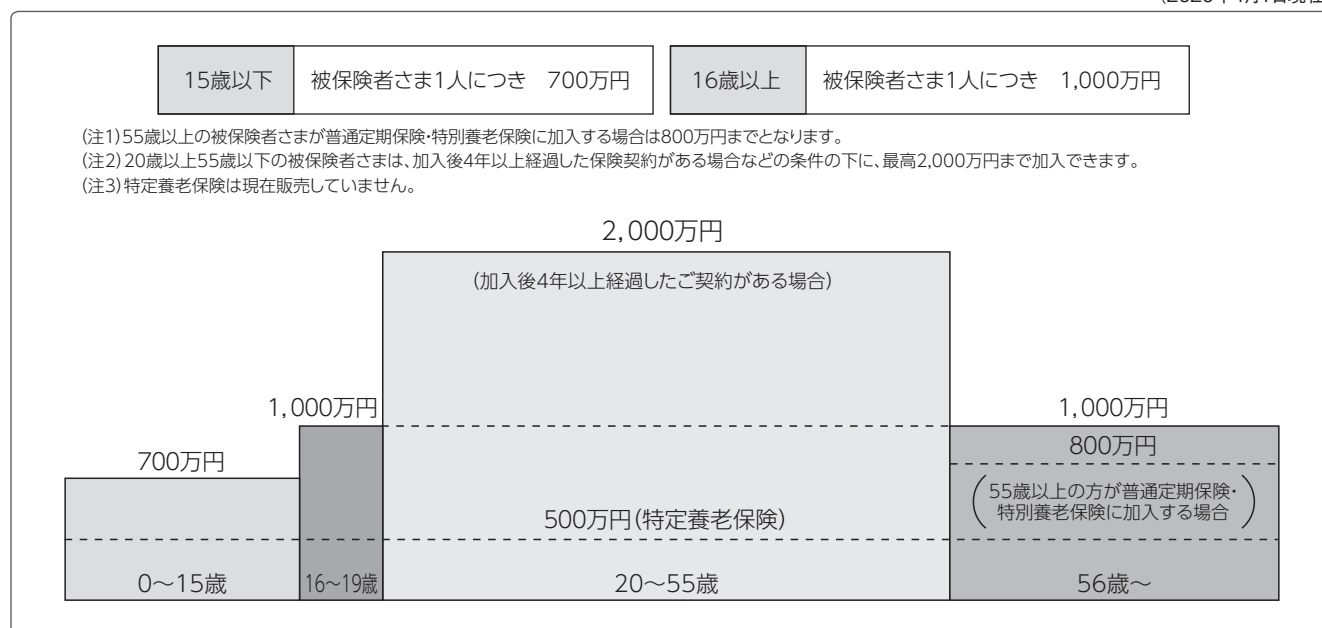 15歳以下 被保険者さま1人につき 700万円 16歳以上 被保険者さま1人につき 1,000万円
(注1)55歳以上の被保険者さまが普通定期保険・特別養老保険に加入する場合は800万円までとなります。
(注2)20歳以上55歳以下の被保険者さまは、加入後4年以上経過した保険契約がある場合などの条件の下に、最高2,000万円まで加入できます。
(注3)特定養老保険は現在販売していません。
2,000万円
(加入後4年以上経過したご契約がある場合)
1,000万円 1,000万円
700万円 800万円
(55歳以上の方が普通定期保険・
特別養老保険に加入する場合)
500万円(特定養老保険)
0〜15歳 16〜19歳 20〜55歳 56歳〜